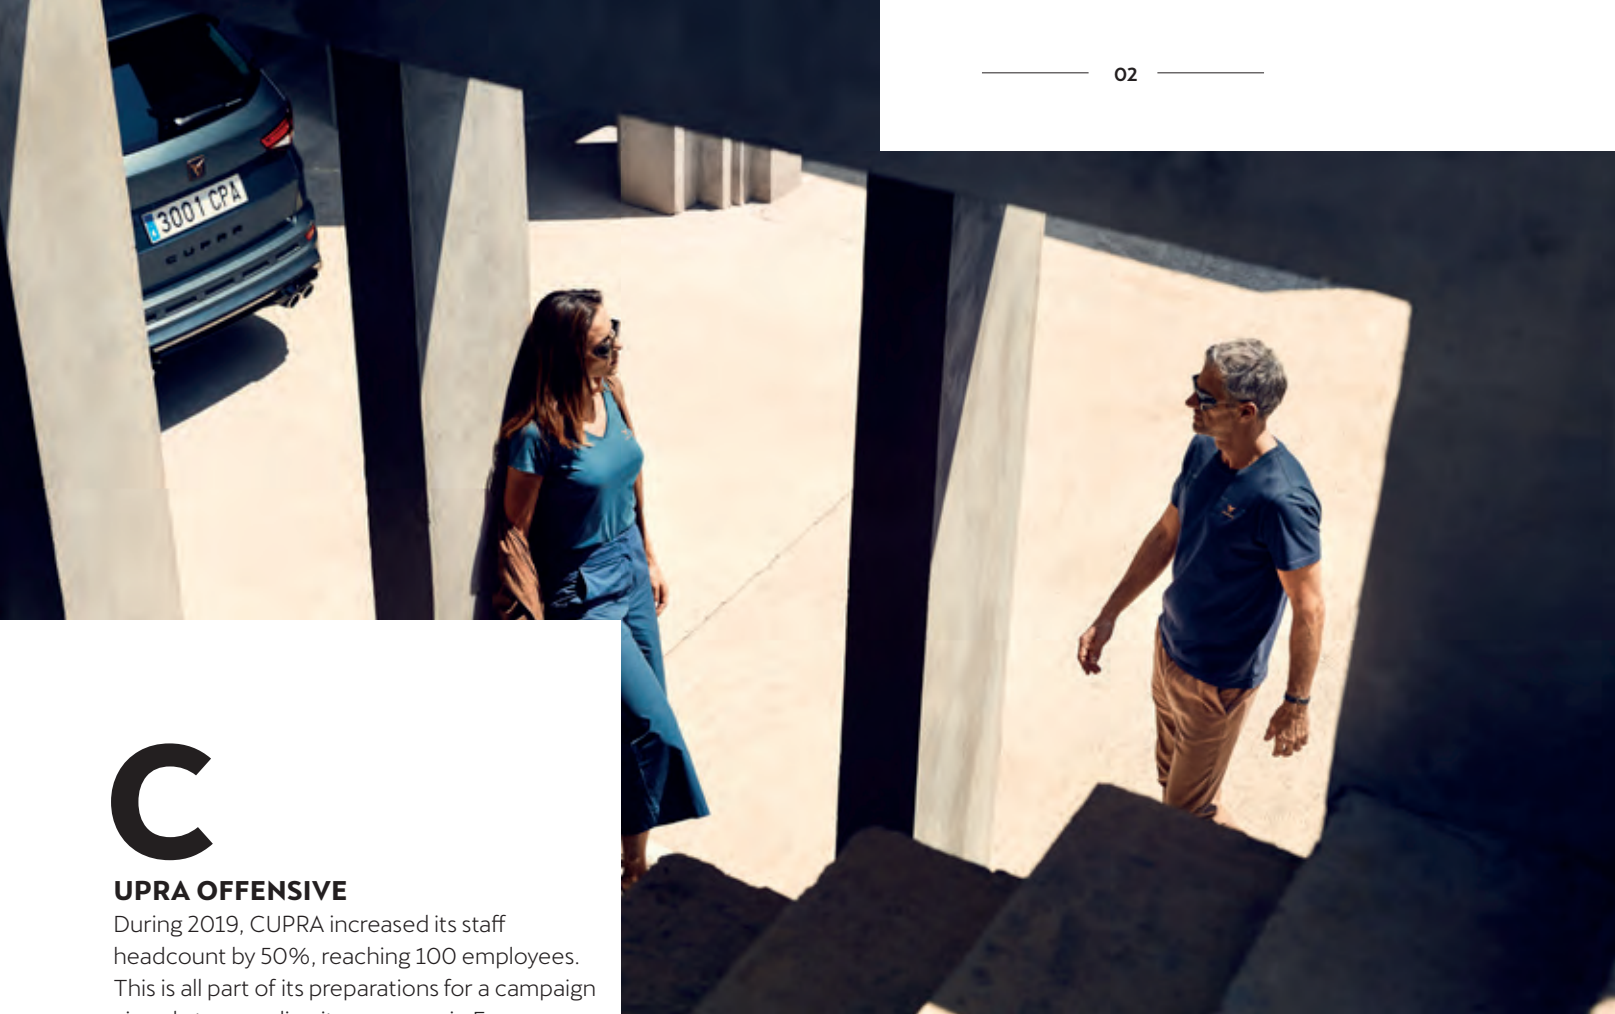 02
3001 CPA
CUPRA
C
UPRA OFFENSIVE
During 2019, CUPRA increased its staff
headcount by 50%, reaching 100 employees.
This is all part of its preparations for a campaign